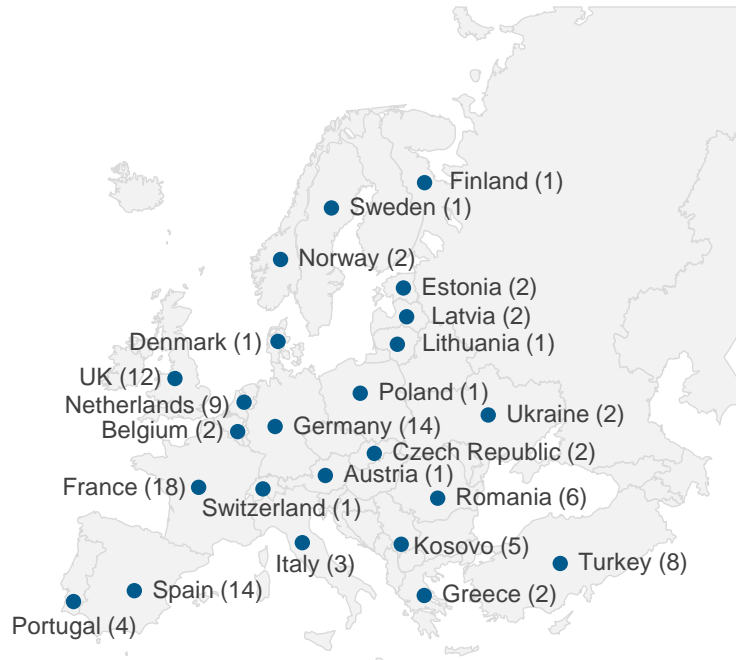 Finland (1)
Sweden (1)
Norway (2)
Estonia (2)
Latvia (2)
Denmark (1)
Lithuania (1)
UK (12)
Poland (1)
Netherlands (9)
Ukraine (2)
Belgium (2)
Germany (14)
Czech Republic (2)
Austria (1)
France (18)
Switzerland (1)
Romania (6)
Kosovo (5)
Italy (3)
Turkey (8)
Spain (14)
Greece (2)
Portugal (4)